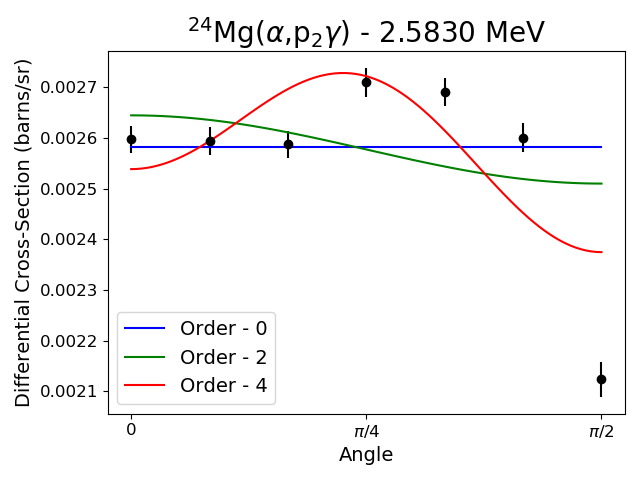 ²⁴Mg(α,p₂γ) - 2.5830 MeV
Differential Cross-Section (barns/sr)
0.0027
0.0026
0.0025
0.0024
0.0023
0.0022
0.0021
Order - 0
Order - 2
Order - 4
0 π/4 π/2
Angle